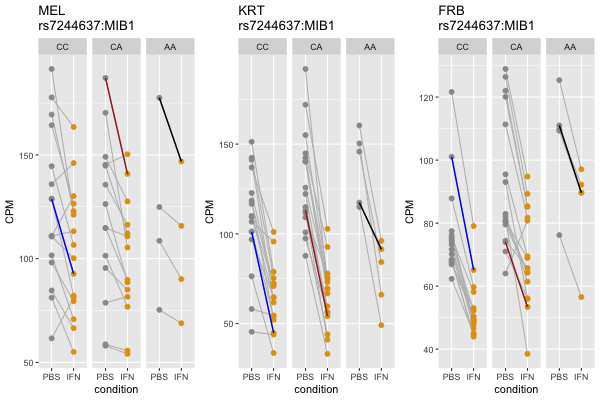 MEL
rs7244637:MIB1
CC CA AA
CPM
150
100
50
PBS IFN PBS IFN PBS IFN
condition
KRT
rs7244637:MIB1
CC CA AA
CPM
150
100
50
PBS IFN PBS IFN PBS IFN
condition
FRB
rs7244637:MIB1
CC CA AA
CPM
120
100
80
60
40
PBS IFN PBS IFN PBS IFN
condition